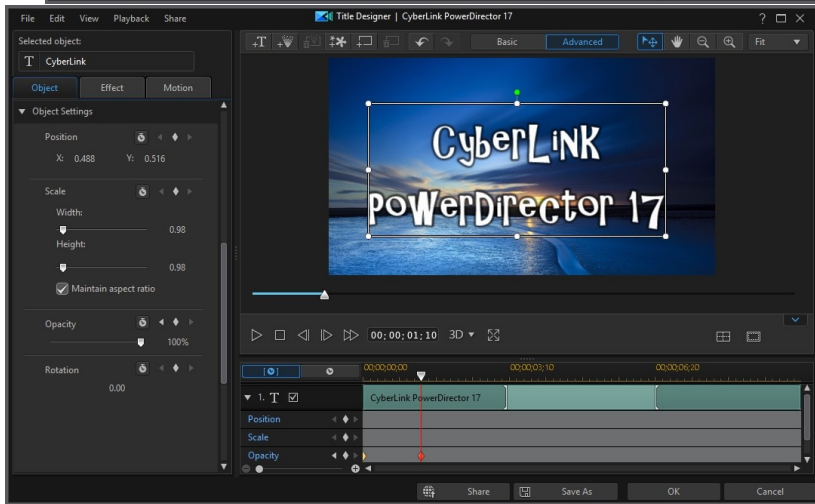 File Edit View Playback Share Title Designer | CyberLink PowerDirector 17
Selected object:
T CyberLink
Basic Advanced Fit
Object Effect Motion
Object Settings
Position
X: 0.488 Y: 0.516
Scale
Width:
0.98
Height:
0.98
Maintain aspect ratio
Opacity
100%
Rotation
0.00
CyberLink
PowerDirector 17
00;00;01;10 3D
00;00;00;00 00;00;03;10 00;00;06;20
1. T CyberLink PowerDirector 17
Position
Scale
Opacity
Share Save As OK Cancel